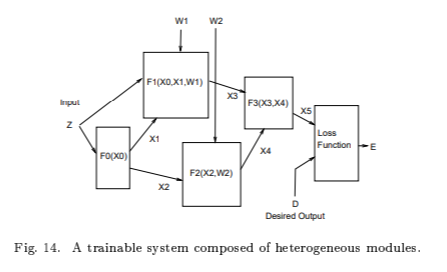 W1 W2
F1(X0,X1,W1)
Input
X3
F3(X3,X4)
X5
Z
X1
Loss
Function
E
F0(X0)
X4
F2(X2,W2)
X2
D
Desired Output
Fig. 14. A trainable system composed of heterogeneous modules.